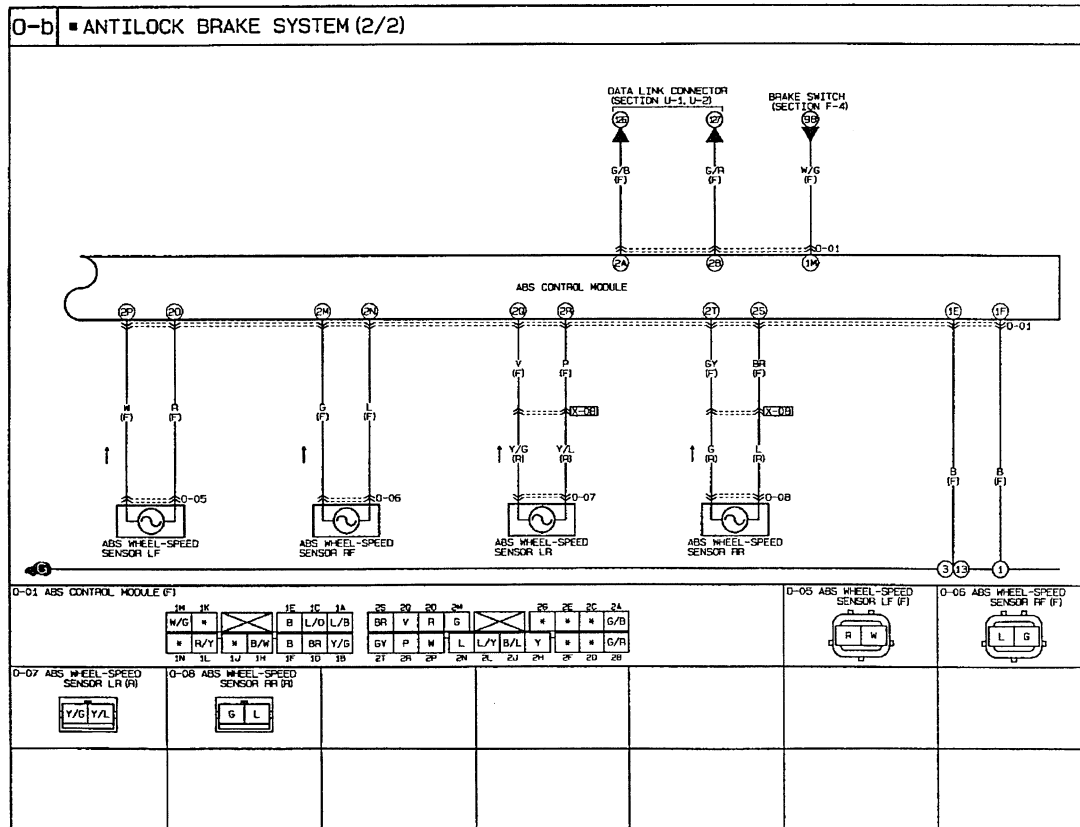 O-b ■ ANTILOCK BRAKE SYSTEM (2/2)
DATA LINK CONNECTOR
(SECTION U-1, U-2)
BRAKE SWITCH
(SECTION F-4)
126 127 98
G/B (F) G/R (F) W/G (F)
O-01
2A 2B 1M
ABS CONTROL MODULE
2P 2O 2M 2N 2Q 2R 2T 2S 1E 1F
O-01
V (F) P (F) GY (F) BR (F)
W (F) R (F) G (F) L (F)
X-08 X-09
Y/G (R) Y/L (R) G (R) L (R)
B (F) B (F)
O-05 O-06 O-07 O-08
ABS WHEEL-SPEED
SENSOR LF
ABS WHEEL-SPEED
SENSOR RF
ABS WHEEL-SPEED
SENSOR LR
ABS WHEEL-SPEED
SENSOR RR
G 3 13 1
O-01 ABS CONTROL MODULE (F)
1M 1K 1E 1C 1A
W/G * B L/O L/B
* R/Y * B/W B BR Y/G
1N 1L 1J 1H 1F 1D 1B
2S 2Q 2O 2M 2G 2E 2C 2A
BR V R G * * * G/B
GY P W L L/Y B/L Y * * G/R
2T 2R 2P 2N 2L 2J 2H 2F 2D 2B
O-05 ABS WHEEL-SPEED
SENSOR LF (F)
R W
O-06 ABS WHEEL-SPEED
SENSOR RF (F)
L G
O-07 ABS WHEEL-SPEED
SENSOR LR (R)
Y/G Y/L
O-08 ABS WHEEL-SPEED
SENSOR RR (R)
G L